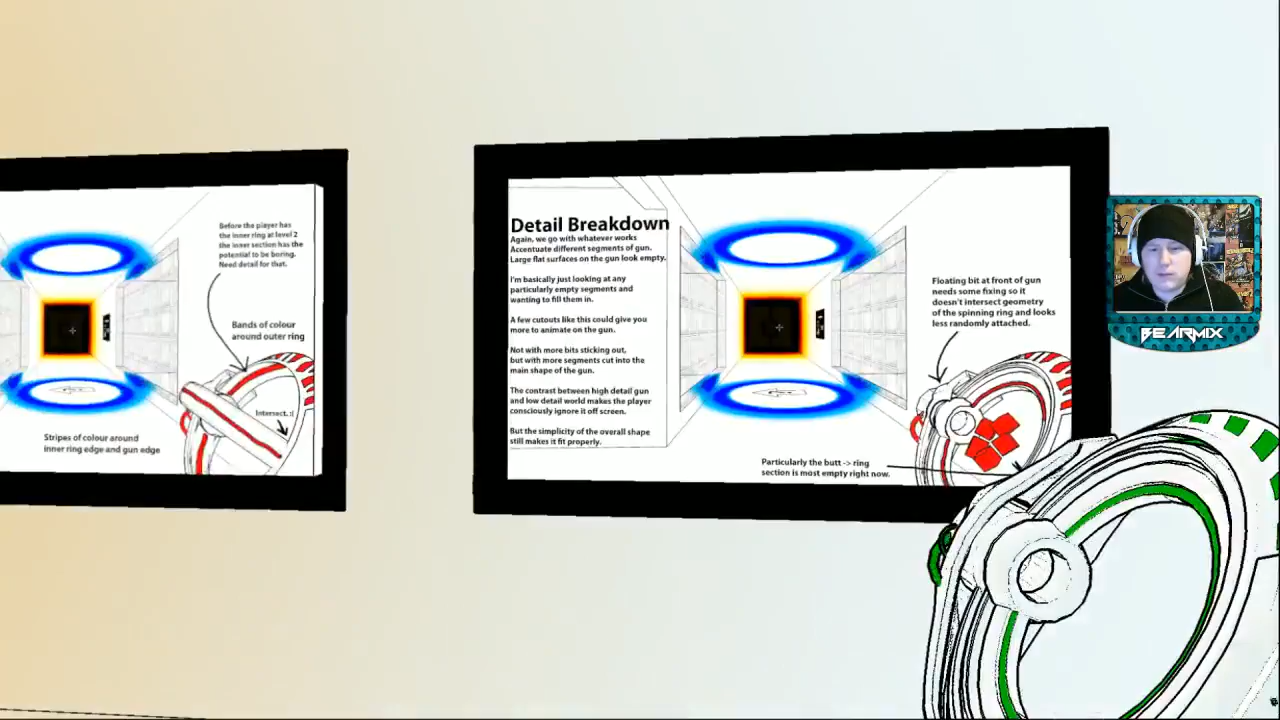 Before the player has
the inner ring at level 2
the inner section has the
potential to be boring.
Need detail for that.
Bands of colour
around outer ring
Intersect. :(
Stripes of colour around
inner ring edge and gun edge
Detail Breakdown
Again, we go with whatever works
Accentuate different segments of gun.
Large flat surfaces on the gun look empty.
I'm basically just looking at any
particularly empty segments and
wanting to fill them in.
A few cutouts like this could give you
more to animate on the gun.
Not with more bits sticking out,
but with more segments cut into the
main shape of the gun.
The contrast between high detail gun
and low detail world makes the player
consciously ignore it off screen.
But the simplicity of the overall shape
still makes it fit properly.
Floating bit at front of gun
needs some fixing so it
doesn't intersect geometry
of the spinning ring and looks
less randomly attached.
Particularly the butt -> ring
section is most empty right now.
BEARMIX